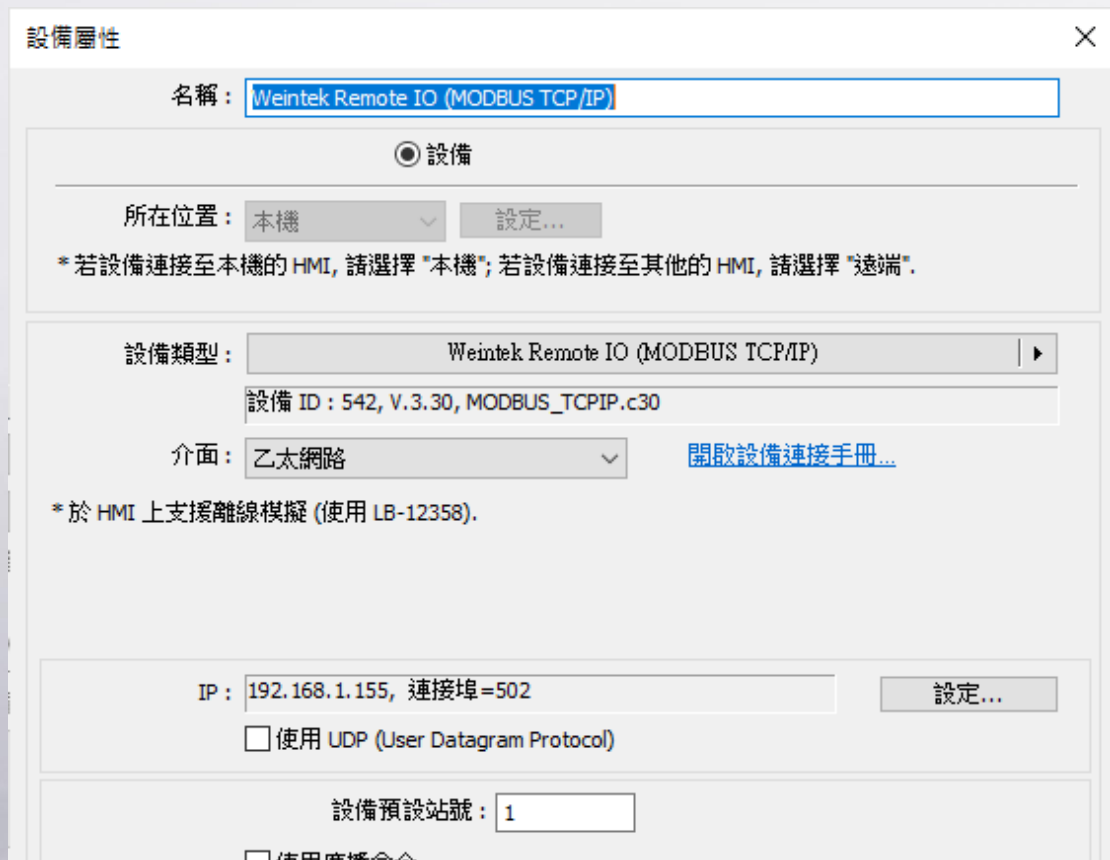 設備屬性
名稱： Weintek Remote IO (MODBUS TCP/IP)
設備
所在位置： 本機 設定...
* 若設備連接至本機的 HMI, 請選擇 "本機"; 若設備連接至其他的 HMI, 請選擇 "遠端".
設備類型： Weintek Remote IO (MODBUS TCP/IP)
設備 ID : 542, V.3.30, MODBUS_TCPIP.c30
介面： 乙太網路 開啟設備連接手冊...
* 於 HMI 上支援離線模擬 (使用 LB-12358).
IP： 192.168.1.155, 連接埠=502 設定...
使用 UDP (User Datagram Protocol)
設備預設站號： 1
使用廣播命令